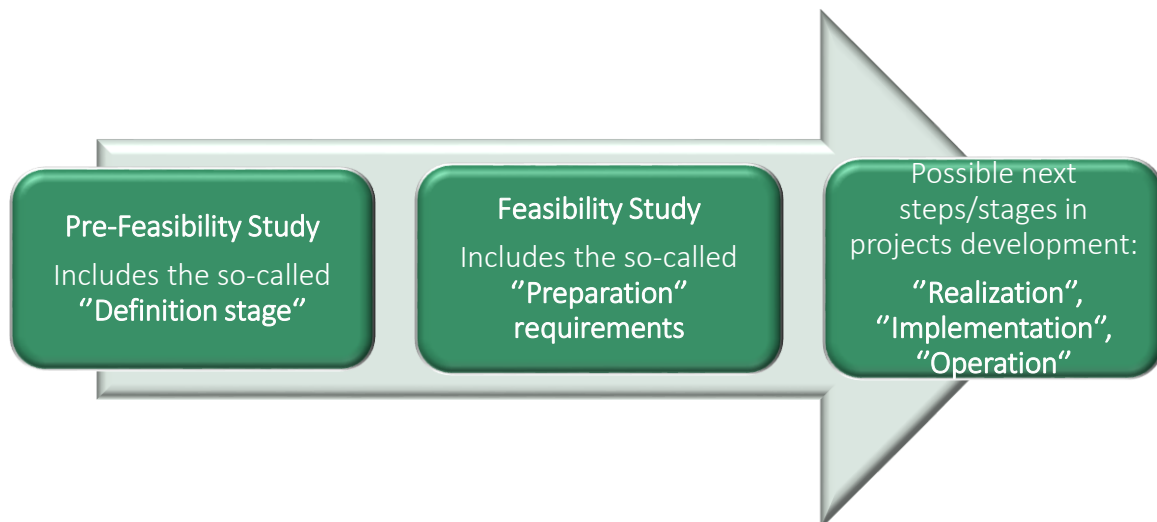 Pre-Feasibility Study
Includes the so-called
‘’Definition stage‘’
Feasibility Study
Includes the so-called
‘’Preparation‘’
requirements
Possible next
steps/stages in
projects development:
‘’Realization‘’,
‘’Implementation‘’,
‘’Operation‘’